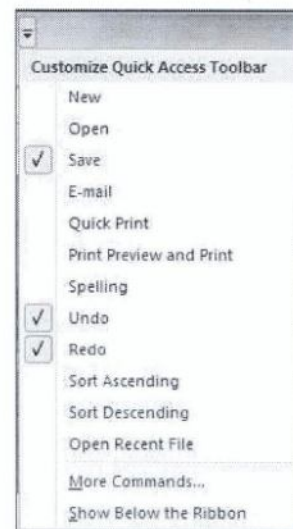 Customize Quick Access Toolbar
New
Open
Save
E-mail
Quick Print
Print Preview and Print
Spelling
Undo
Redo
Sort Ascending
Sort Descending
Open Recent File
More Commands...
Show Below the Ribbon